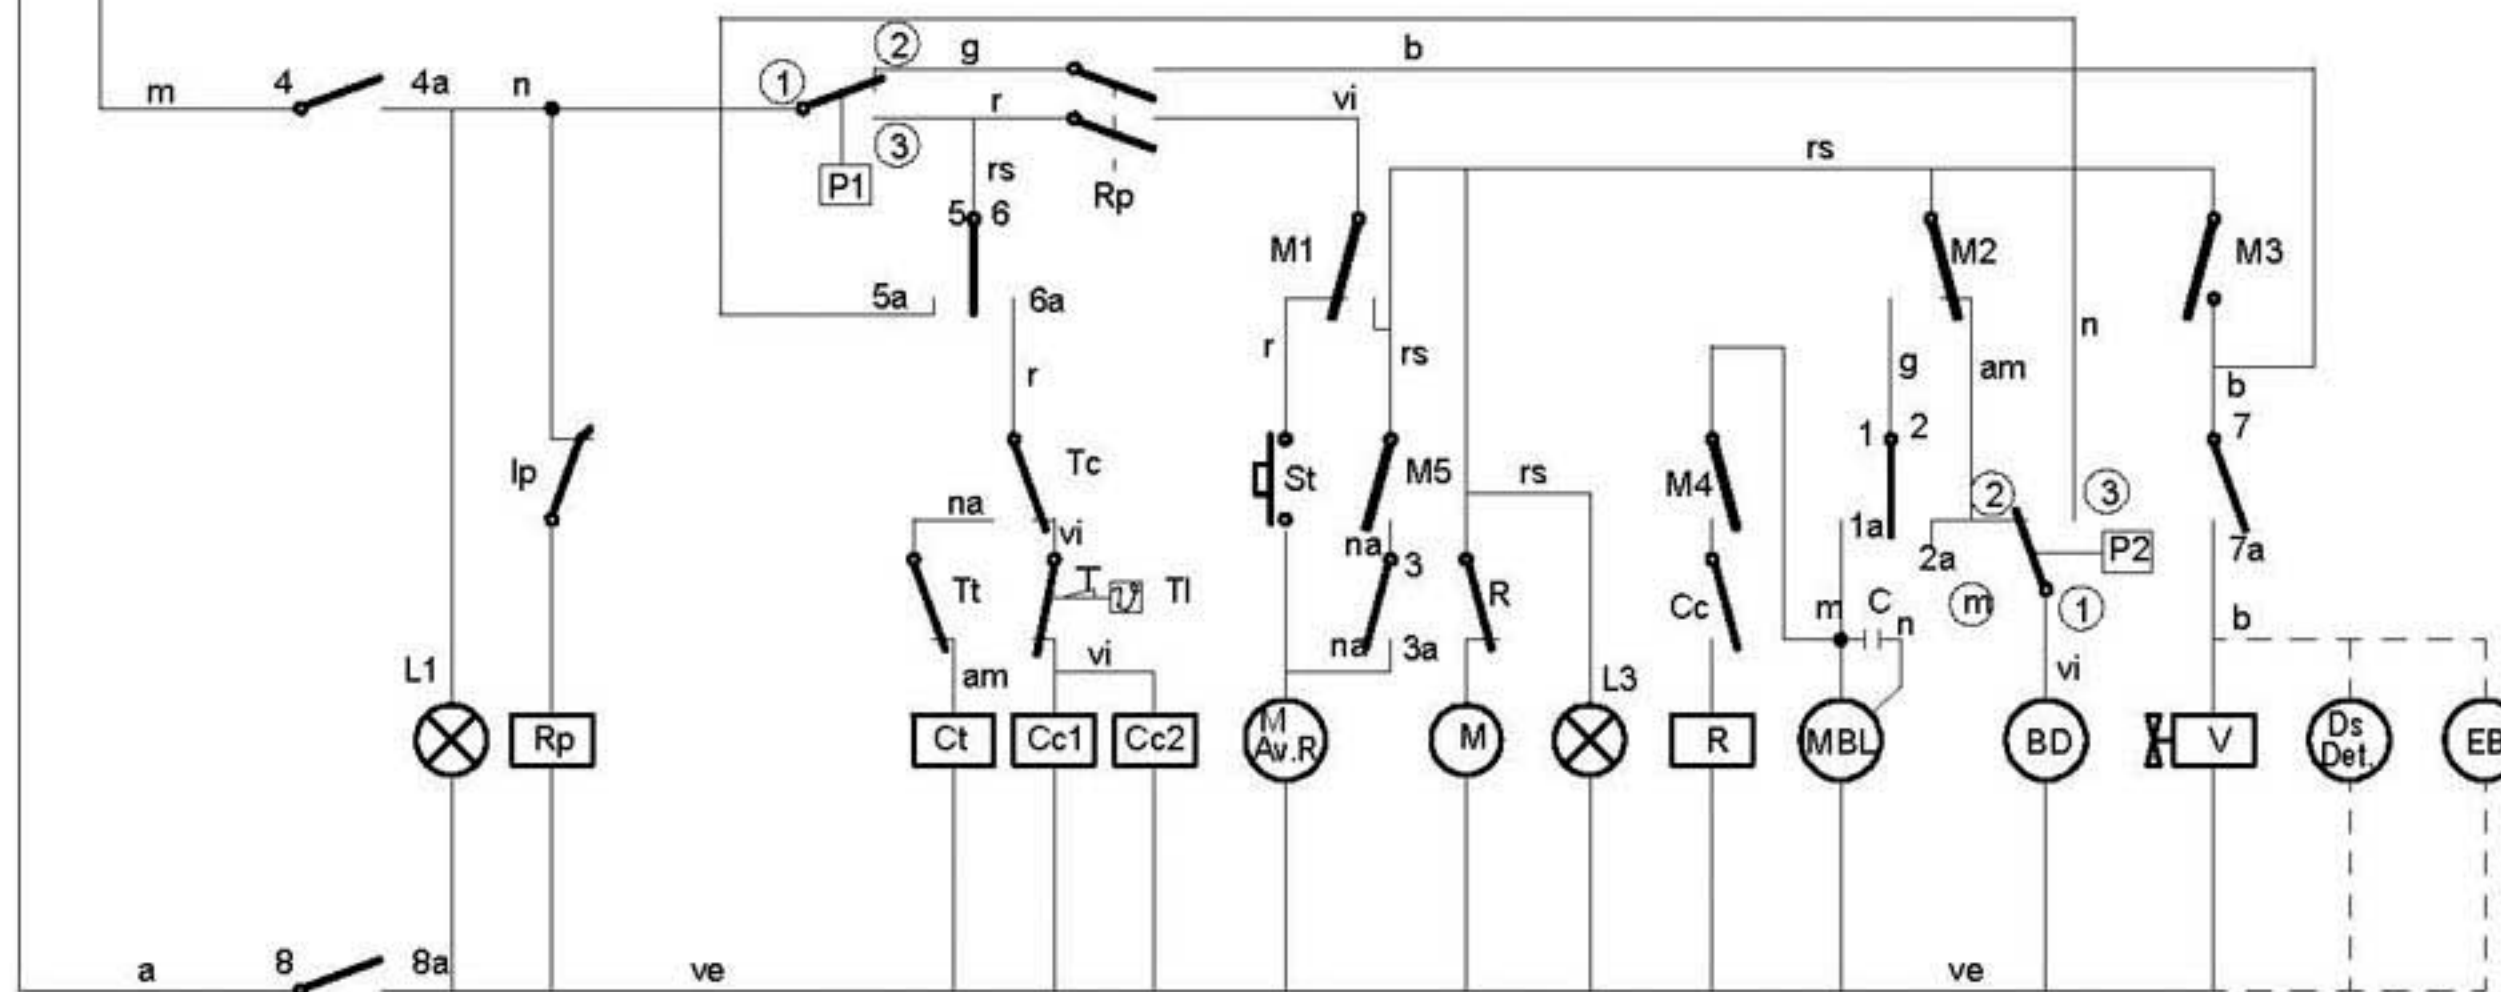 ② g b
m 4 4a n ① r vi
③ rs
P1 rs Rp
5 6
M1 M2 M3
5a 6a n
r rs g am
r b
Ip Tc St M5 M4 1 2 7
na rs ② ③
vi na 1a 2a P2 7a
Tt T Tl 3 R Cc m C n m ① b
na 3a
L1 am vi L3 vi
Rp Ct Cc1 Cc2 M Av.R M R MBL BD V Ds Det. EB
a 8 8a ve ve